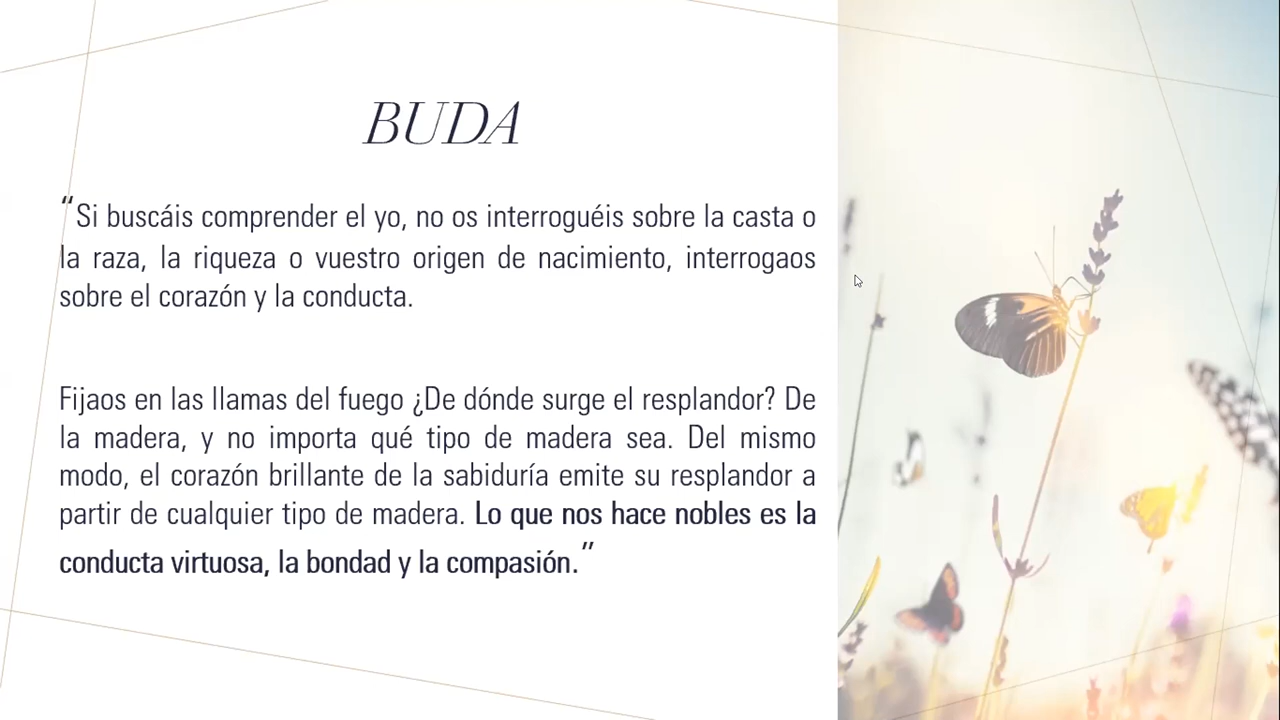 BUDA
“Si buscáis comprender el yo, no os interroguéis sobre la casta o
la raza, la riqueza o vuestro origen de nacimiento, interrogaos
sobre el corazón y la conducta.
Fijaos en las llamas del fuego ¿De dónde surge el resplandor? De
la madera, y no importa qué tipo de madera sea. Del mismo
modo, el corazón brillante de la sabiduría emite su resplandor a
partir de cualquier tipo de madera. Lo que nos hace nobles es la
conducta virtuosa, la bondad y la compasión.”